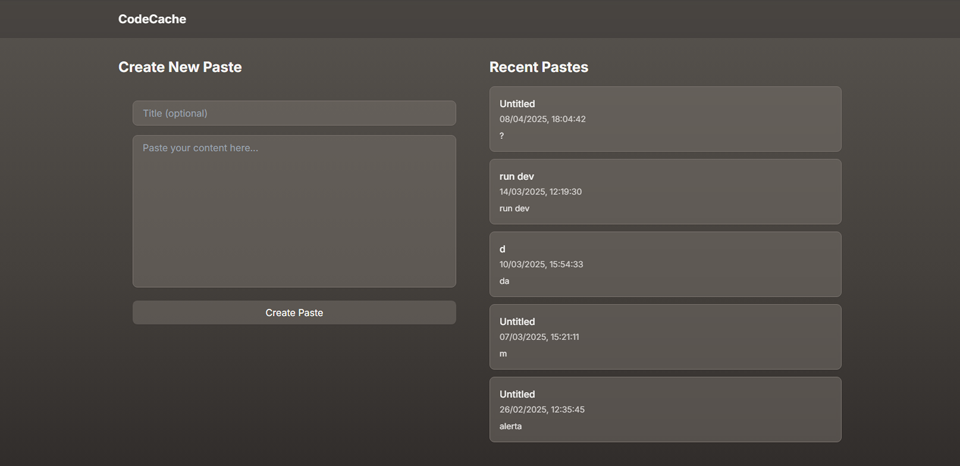 CodeCache
Create New Paste
Title (optional)
Paste your content here...
Create Paste
Recent Pastes
Untitled
08/04/2025, 18:04:42
?
run dev
14/03/2025, 12:19:30
run dev
d
10/03/2025, 15:54:33
da
Untitled
07/03/2025, 15:21:11
m
Untitled
26/02/2025, 12:35:45
alerta